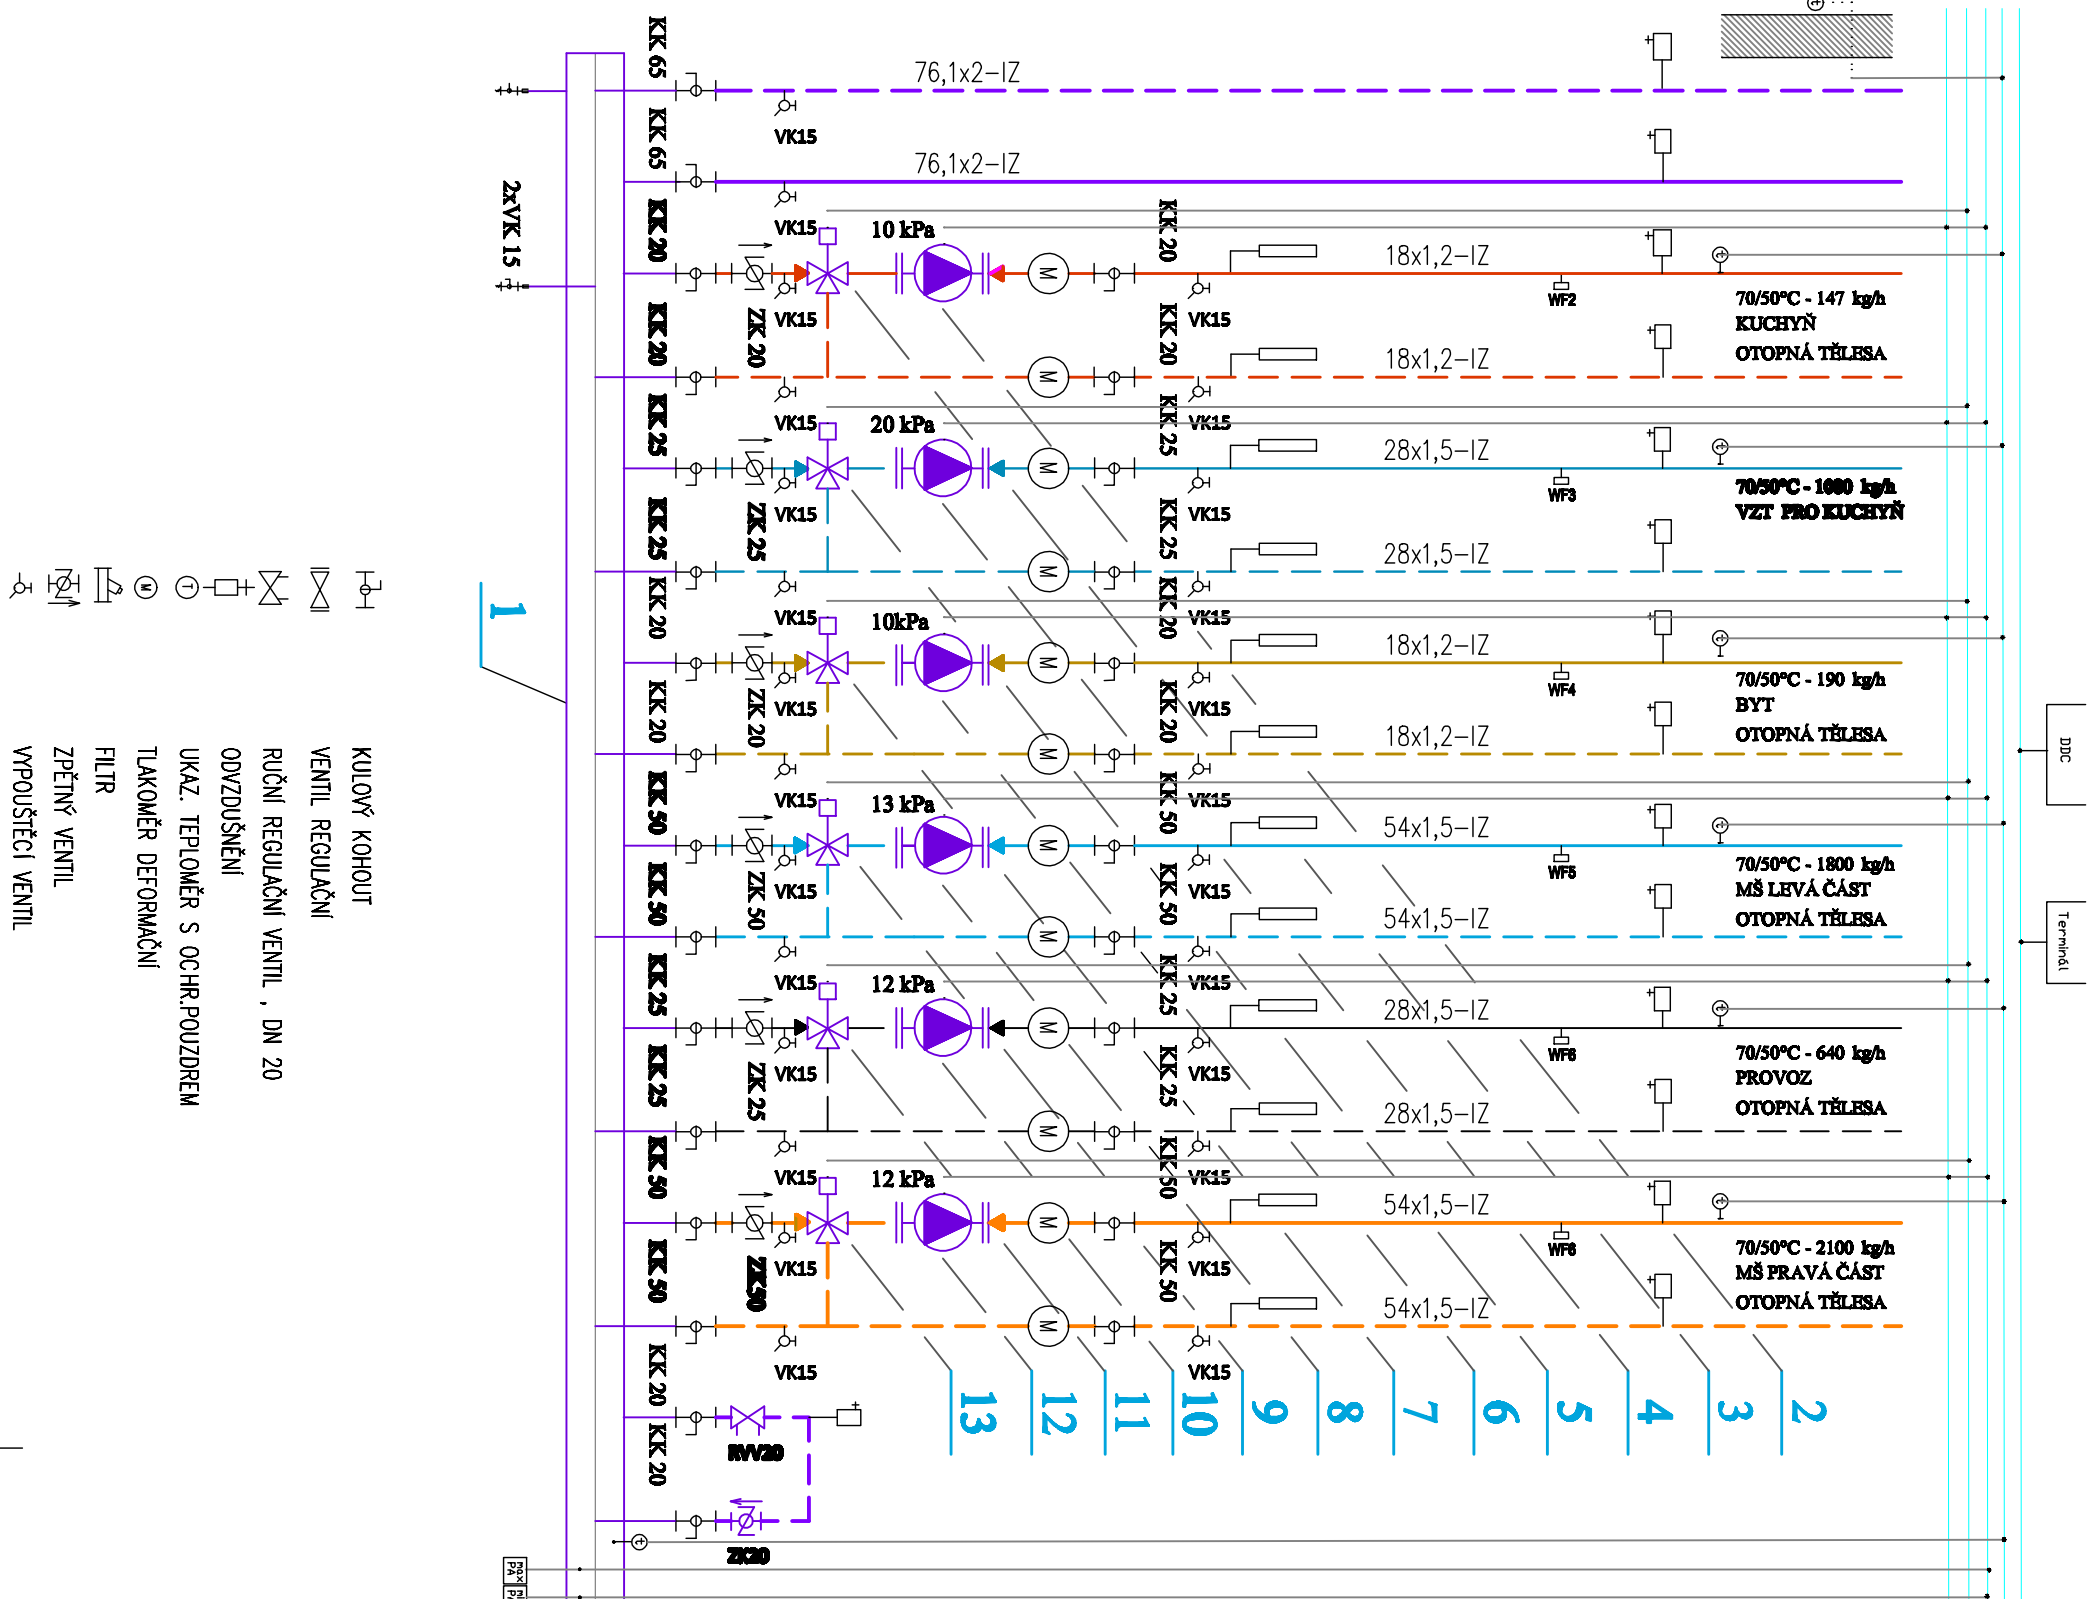 KK 65
76,1x2-IZ
VK15
KK 65
76,1x2-IZ
VK15
2xVK 15
KK 20
10 kPa
KK 20
18x1,2-IZ
ZK 20
VK15
VK15
WF2
70/50°C - 147 kg/h
KUCHYŇ
OTOPNÁ TĚLESA
KK 20
KK 20
18x1,2-IZ
VK15
VK15
KK 25
20 kPa
KK 25
28x1,5-IZ
ZK 25
VK15
VK15
WF3
70/50°C - 1080 kg/h
VZT PRO KUCHYŇ
KK 25
KK 25
28x1,5-IZ
VK15
VK15
KK 20
10kPa
KK 20
18x1,2-IZ
ZK 20
VK15
VK15
WF4
70/50°C - 190 kg/h
BYT
OTOPNÁ TĚLESA
KK 20
KK 20
18x1,2-IZ
VK15
VK15
KK 50
13 kPa
KK 50
54x1,5-IZ
ZK 50
VK15
VK15
WF5
70/50°C - 1800 kg/h
MŠ LEVÁ ČÁST
OTOPNÁ TĚLESA
KK 50
KK 50
54x1,5-IZ
VK15
VK15
KK 25
12 kPa
KK 25
28x1,5-IZ
ZK 25
VK15
VK15
WF6
70/50°C - 640 kg/h
PROVOZ
OTOPNÁ TĚLESA
KK 25
KK 25
28x1,5-IZ
VK15
VK15
KK 50
12 kPa
KK 50
54x1,5-IZ
ZK50
VK15
VK15
WF6
70/50°C - 2100 kg/h
MŠ PRAVÁ ČÁST
OTOPNÁ TĚLESA
KK 50
KK 50
54x1,5-IZ
VK15
VK15
KK 20
RVV20
KK 20
ZK20
M
M
M
M
M
M
M
M
M
M
M
M
t
t
t
t
t
t
t
t
DDC
Terminál
1
2
3
4
5
6
7
8
9
10
11
12
13
KULOVÝ KOHOUT
VENTIL REGULAČNÍ
RUČNÍ REGULAČNÍ VENTIL , DN 20
ODVZDUŠNĚNÍ
T
UKAZ. TEPLOMĚR S OCHR.POUZDREM
M
TLAKOMĚR DEFORMAČNÍ
FILTR
ZPĚTNÝ VENTIL
VYPOUŠTĚCÍ VENTIL
max
PA